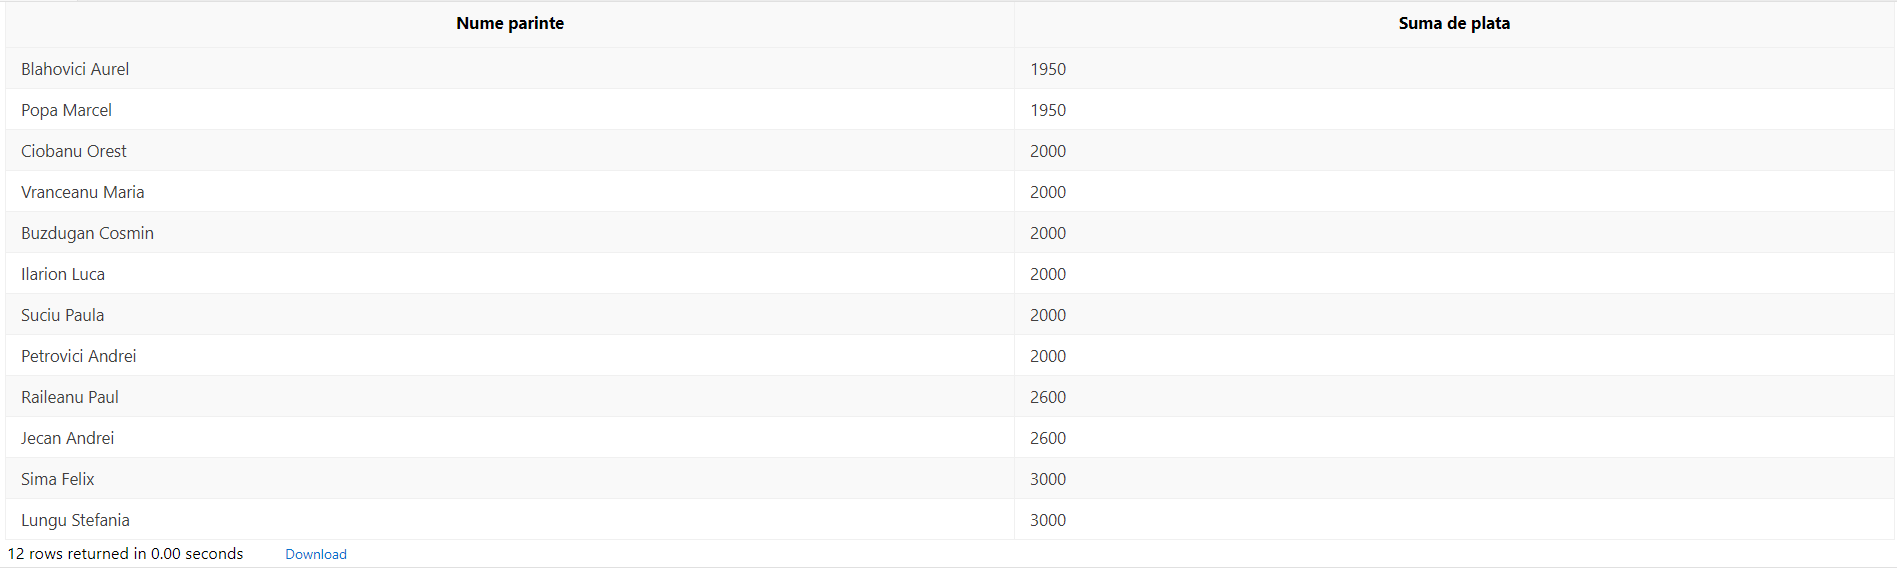 Nume parinte Suma de plata
Blahovici Aurel 1950
Popa Marcel 1950
Ciobanu Orest 2000
Vranceanu Maria 2000
Buzdugan Cosmin 2000
Ilarion Luca 2000
Suciu Paula 2000
Petrovici Andrei 2000
Raileanu Paul 2600
Jecan Andrei 2600
Sima Felix 3000
Lungu Stefania 3000
12 rows returned in 0.00 seconds Download